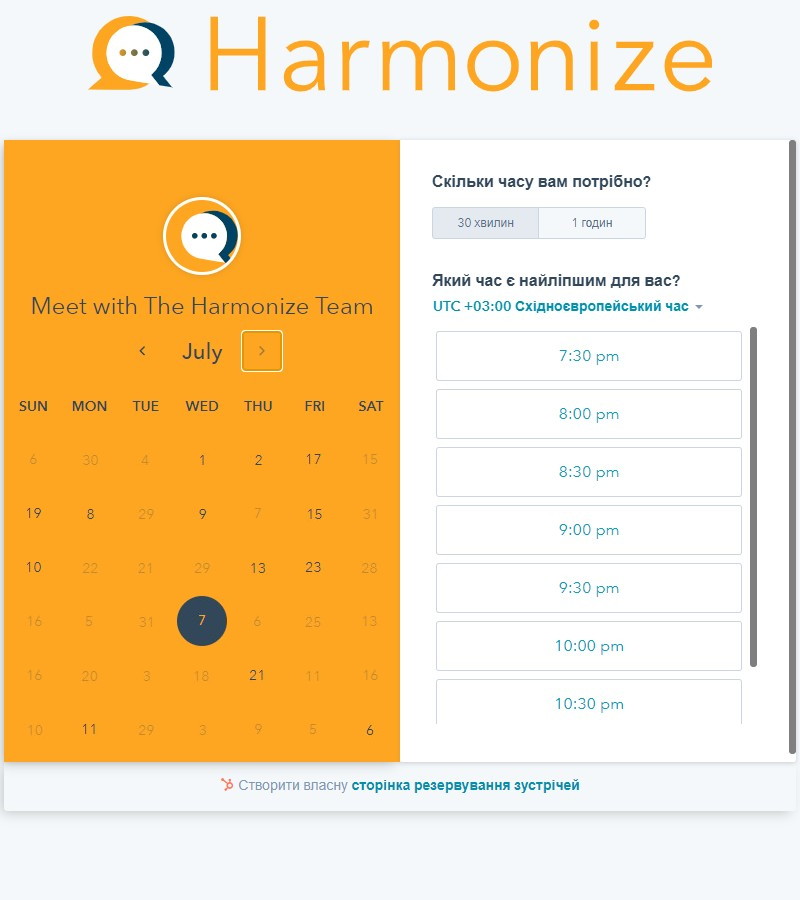 Harmonize
Meet with The Harmonize Team
July
SUN MON TUE WED THU FRI SAT
6 30 4 1 2 17 15
19 8 29 9 7 15 31
10 22 21 29 13 23 28
16 5 31 7 6 25 13
16 20 3 18 21 11 16
10 11 29 3 9 5 6
Скільки часу вам потрібно?
30 хвилин 1 годин
Який час є найліпшим для вас?
UTC +03:00 Східноєвропейський час
7:30 pm
8:00 pm
8:30 pm
9:00 pm
9:30 pm
10:00 pm
10:30 pm
Створити власну сторінка резервування зустрічей